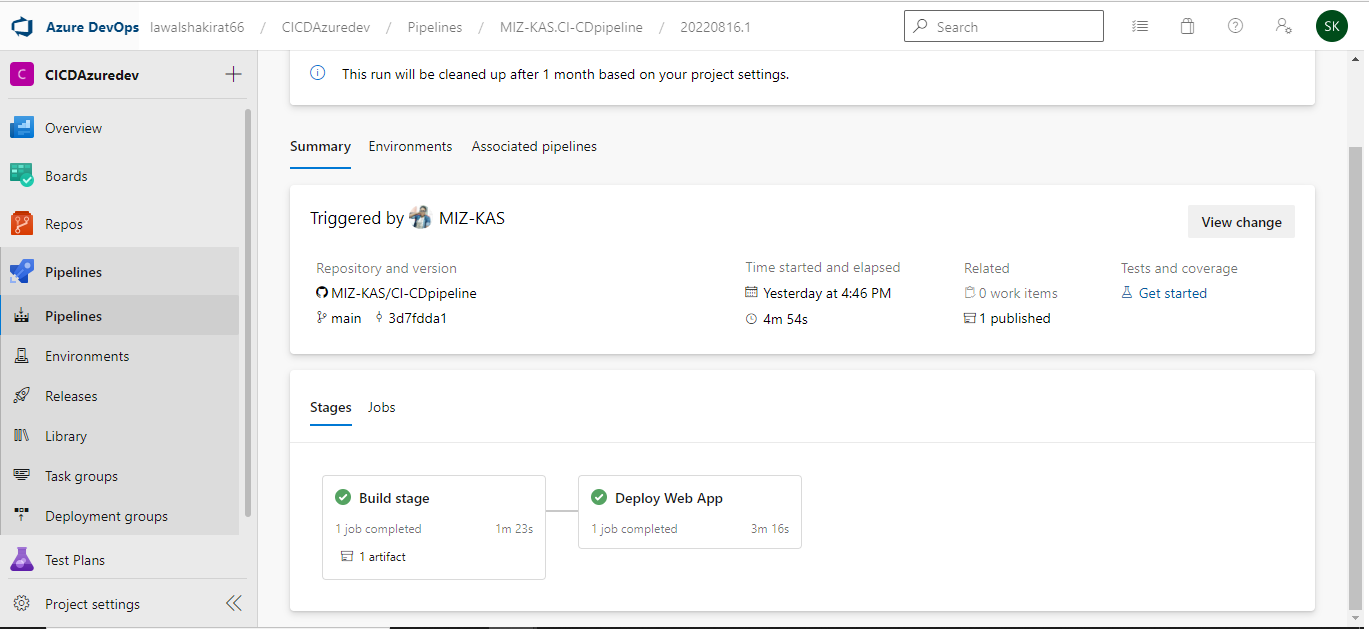 Azure DevOps lawalshakirat66 / CICDAzuredev / Pipelines / MIZ-KAS.CI-CDpipeline / 20220816.1 Search SK
C CICDAzuredev
This run will be cleaned up after 1 month based on your project settings.
Overview
Boards
Repos
Pipelines
Pipelines
Environments
Releases
Library
Task groups
Deployment groups
Test Plans
Project settings
Summary Environments Associated pipelines
Triggered by MIZ-KAS View change
Repository and version Time started and elapsed Related Tests and coverage
MIZ-KAS/CI-CDpipeline Yesterday at 4:46 PM 0 work items Get started
main 3d7fdda1 4m 54s 1 published
Stages Jobs
Build stage Deploy Web App
1 job completed 1m 23s 1 job completed 3m 16s
1 artifact